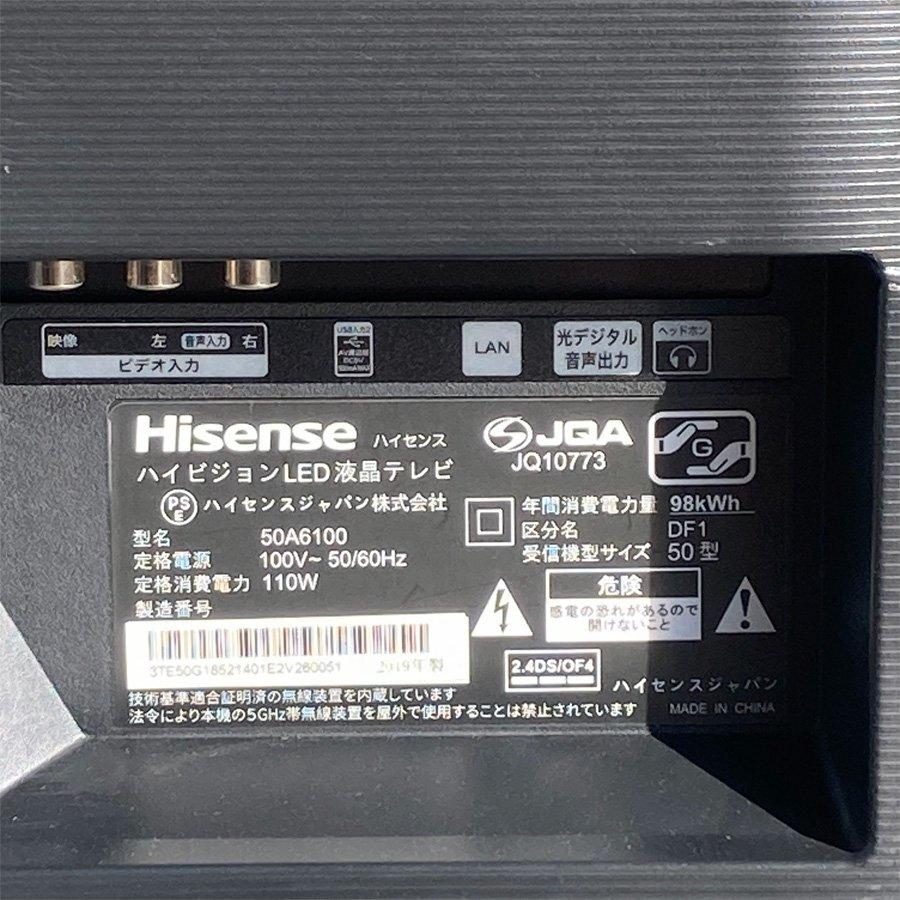 映像 左 音声入力 右
ビデオ入力
USB入力2
LAN
光デジタル
音声出力
ヘッドホン
Hisense ハイセンス
ハイビジョンLED液晶テレビ
PSE ハイセンスジャパン株式会社
型名 50A6100
定格電源 100V~ 50/60Hz
定格消費電力 110W
製造番号
3TE50G18521401E2V260051 2019年製
JQA
JQ10773
G
年間消費電力量 98kWh
区分名 DF1
受信機型サイズ 50型
危険
感電の恐れがあるので
開けないこと
2.4DS/OF4
ハイセンスジャパン
MADE IN CHINA
技術基準適合証明済の無線装置を内蔵しています
法令により本機の5GHz帯無線装置を屋外で使用することは禁止されています